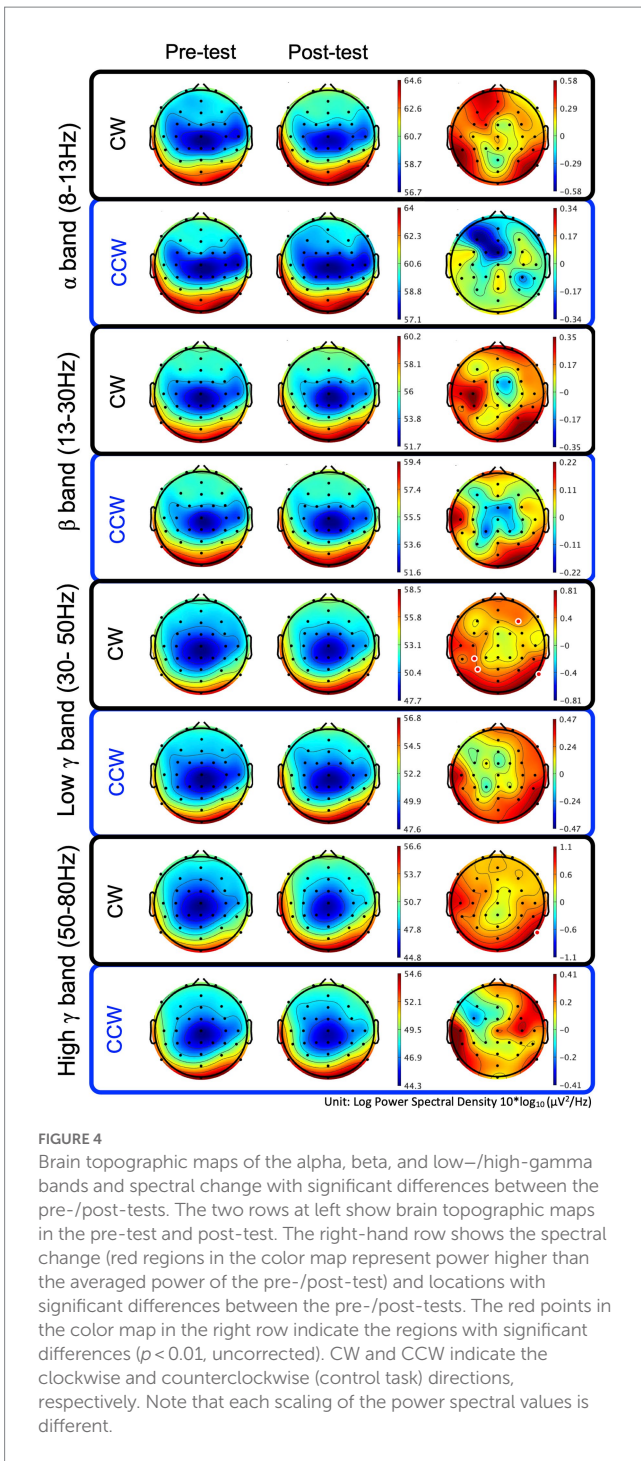 Pre-test Post-test
α band (8-13Hz)
CW
64.6
62.6
60.7
58.7
56.7
0.58
0.29
0
−0.29
−0.58
CCW
64
62.3
60.6
58.8
57.1
0.34
0.17
0
−0.17
−0.34
β band (13-30Hz)
CW
60.2
58.1
56
53.8
51.7
0.35
0.17
−0
−0.17
−0.35
CCW
59.4
57.4
55.5
53.6
51.6
0.22
0.11
−0
−0.11
−0.22
Low γ band (30- 50Hz)
CW
58.5
55.8
53.1
50.4
47.7
0.81
0.4
−0
−0.4
−0.81
CCW
56.8
54.5
52.2
49.9
47.6
0.47
0.24
0
−0.24
−0.47
High γ band (50-80Hz)
CW
56.6
53.7
50.7
47.8
44.8
1.1
0.6
0
−0.6
−1.1
CCW
54.6
52.1
49.5
46.9
44.3
0.41
0.2
−0
−0.2
−0.41
Unit: Log Power Spectral Density 10*log₁₀ (μV²/Hz)
FIGURE 4
Brain topographic maps of the alpha, beta, and low–/high-gamma
bands and spectral change with significant differences between the
pre-/post-tests. The two rows at left show brain topographic maps
in the pre-test and post-test. The right-hand row shows the spectral
change (red regions in the color map represent power higher than
the averaged power of the pre-/post-test) and locations with
significant differences between the pre-/post-tests. The red points in
the color map in the right row indicate the regions with significant
differences (p < 0.01, uncorrected). CW and CCW indicate the
clockwise and counterclockwise (control task) directions,
respectively. Note that each scaling of the power spectral values is
different.